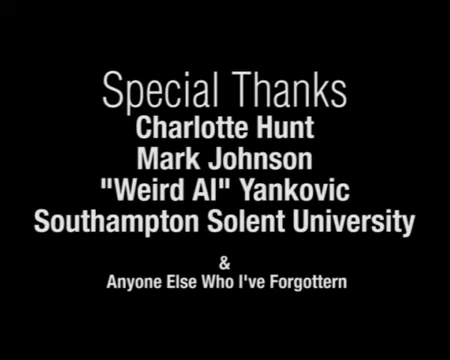 Special Thanks
Charlotte Hunt
Mark Johnson
"Weird Al" Yankovic
Southampton Solent University
&
Anyone Else Who I've Forgottern